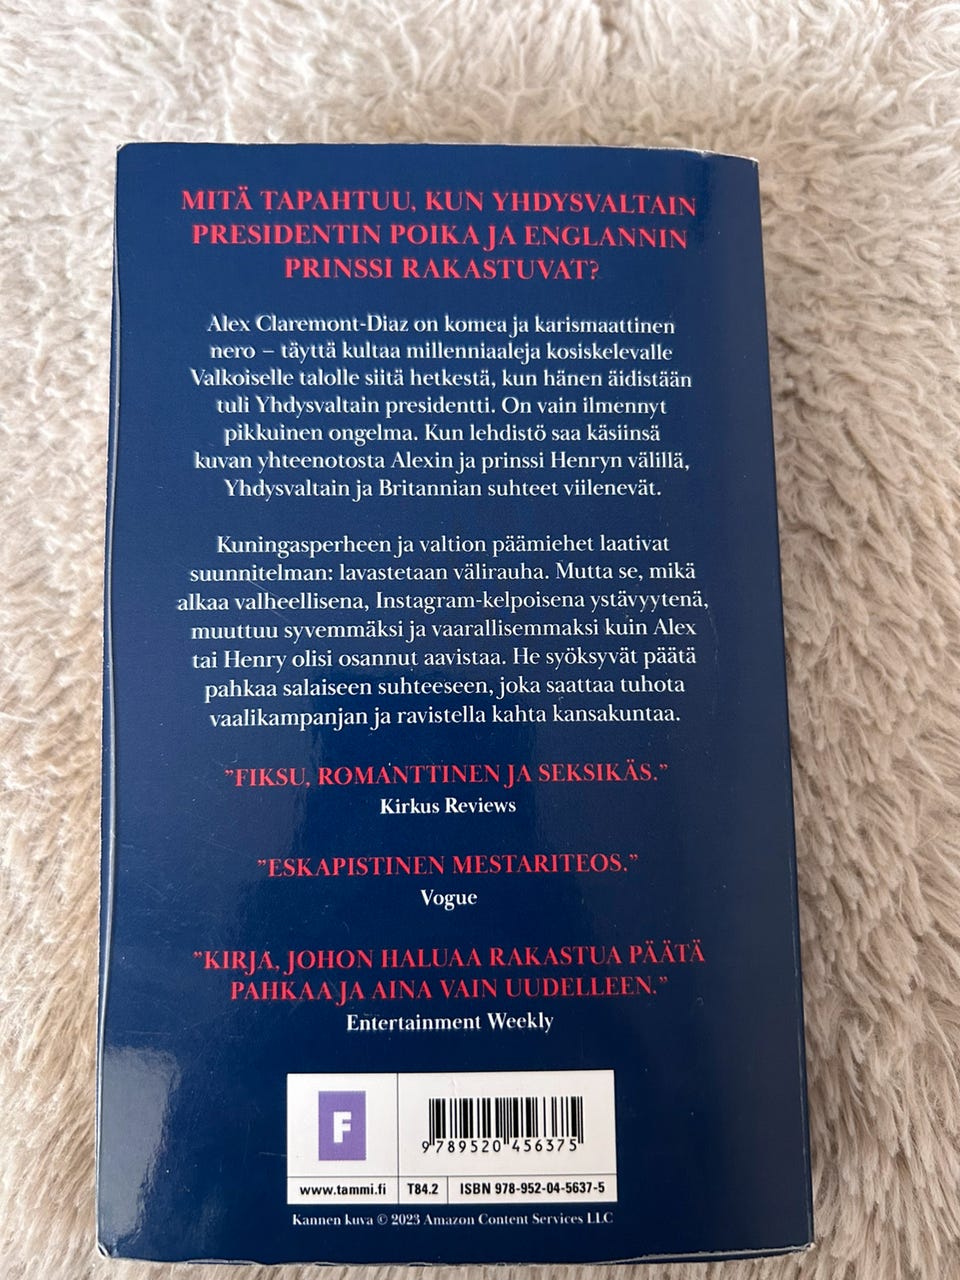 MITÄ TAPAHTUU, KUN YHDYSVALTAIN
PRESIDENTIN POIKA JA ENGLANNIN
PRINSSI RAKASTUVAT?
Alex Claremont-Diaz on komea ja karismaattinen
nero – täyttä kultaa millenniaaleja kosiskelevalle
Valkoiselle talolle siitä hetkestä, kun hänen äidistään
tuli Yhdysvaltain presidentti. On vain ilmennyt
pikkuinen ongelma. Kun lehdistö saa käsiinsä
kuvan yhteenotosta Alexin ja prinssi Henryn välillä,
Yhdysvaltain ja Britannian suhteet viilenevät.
Kuningasperheen ja valtion päämiehet laativat
suunnitelman: lavastetaan välirauha. Mutta se, mikä
alkaa valheellisena, Instagram-kelpoisena ystävyytenä,
muuttuu syvemmäksi ja vaarallisemmaksi kuin Alex
tai Henry olisi osannut aavistaa. He syöksyvät päätä
pahkaa salaiseen suhteeseen, joka saattaa tuhota
vaalikampanjan ja ravistella kahta kansakuntaa.
”FIKSU, ROMANTTINEN JA SEKSIKÄS.”
Kirkus Reviews
”ESKAPISTINEN MESTARITEOS.”
Vogue
”KIRJA, JOHON HALUAA RAKASTUA PÄÄTÄ
PAHKAA JA AINA VAIN UUDELLEEN.”
Entertainment Weekly
F
9 789520 456375
www.tammi.fi T84.2 ISBN 978-952-04-5637-5
Kannen kuva © 2023 Amazon Content Services LLC